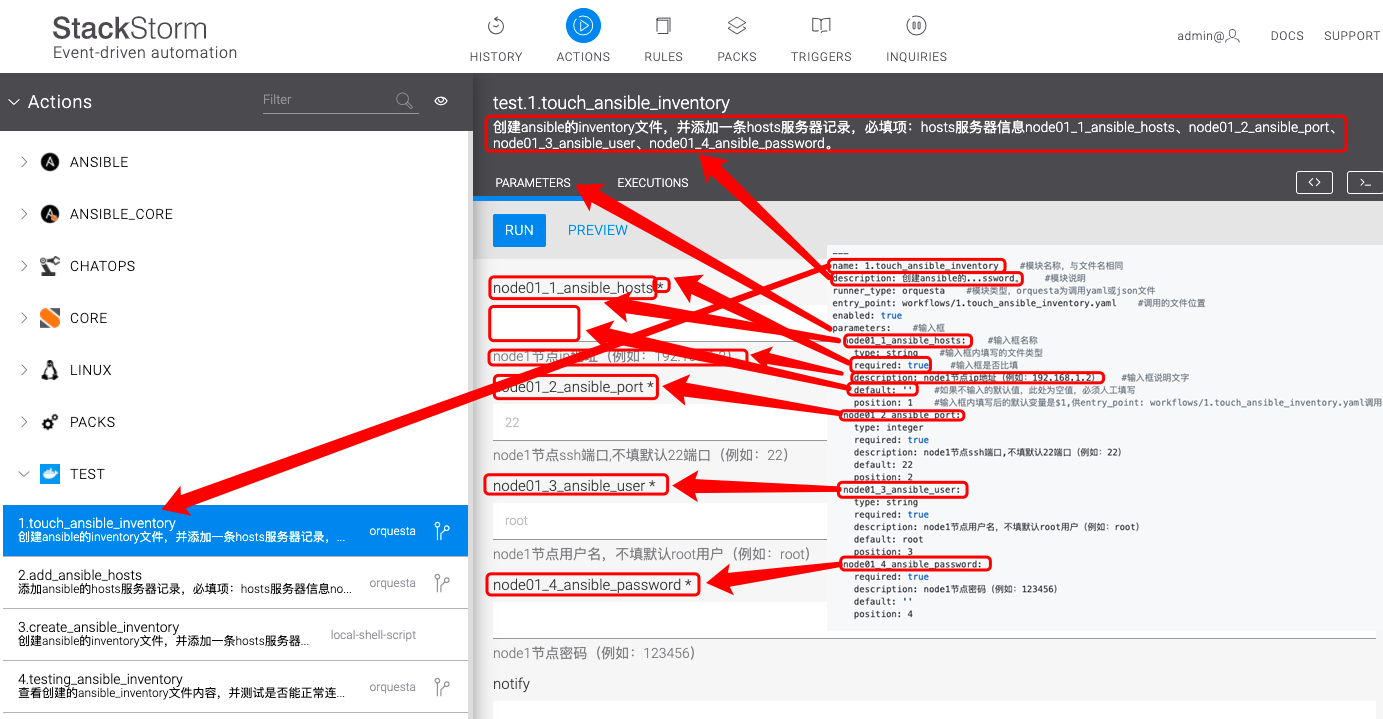 StackStorm
Event-driven automation
HISTORY
ACTIONS
RULES
PACKS
TRIGGERS
INQUIRIES
admin@
DOCS
SUPPORT
Actions
Filter
ANSIBLE
ANSIBLE_CORE
CHATOPS
CORE
LINUX
PACKS
TEST
1.touch_ansible_inventory
创建ansible的inventory文件，并添加一条hosts服务器记录，...
orquesta
2.add_ansible_hosts
添加ansible的hosts服务器记录，必填项：hosts服务器信息no...
orquesta
3.create_ansible_inventory
创建ansible的inventory文件，并添加一条hosts服务器...
local-shell-script
4.testing_ansible_inventory
查看创建的ansible_inventory文件内容，并测试是否能正常连...
orquesta
test.1.touch_ansible_inventory
创建ansible的inventory文件，并添加一条hosts服务器记录，必填项：hosts服务器信息node01_1_ansible_hosts、node01_2_ansible_port、
node01_3_ansible_user、node01_4_ansible_password。
PARAMETERS
EXECUTIONS
RUN
PREVIEW
node01_1_ansible_hosts *
node1节点ip地址（例如：192.168.1.2）
node01_2_ansible_port *
22
node1节点ssh端口,不填默认22端口（例如：22）
node01_3_ansible_user *
root
node1节点用户名，不填默认root用户（例如：root）
node01_4_ansible_password *
node1节点密码（例如：123456）
notify
---
name: 1.touch_ansible_inventory #模块名称，与文件名相同
description: 创建ansible的...ssword。 #模块说明
runner_type: orquesta #模块类型，orquesta为调用yaml或json文件
entry_point: workflows/1.touch_ansible_inventory.yaml #调用的文件位置
enabled: true
parameters: #输入框
node01_1_ansible_hosts: #输入框名称
type: string #输入框内填写的文件类型
required: true #输入框是否比填
description: node1节点ip地址（例如：192.168.1.2） #输入框说明文字
default: '' #如果不输入的默认值，此处为空值，必须人工填写
position: 1 #输入框内填写后的默认变量是$1,供entry_point: workflows/1.touch_ansible_inventory.yaml调用
node01_2_ansible_port:
type: integer
required: true
description: node1节点ssh端口,不填默认22端口（例如：22）
default: 22
position: 2
node01_3_ansible_user:
type: string
required: true
description: node1节点用户名，不填默认root用户（例如：root）
default: root
position: 3
node01_4_ansible_password:
required: true
description: node1节点密码（例如：123456）
default: ''
position: 4